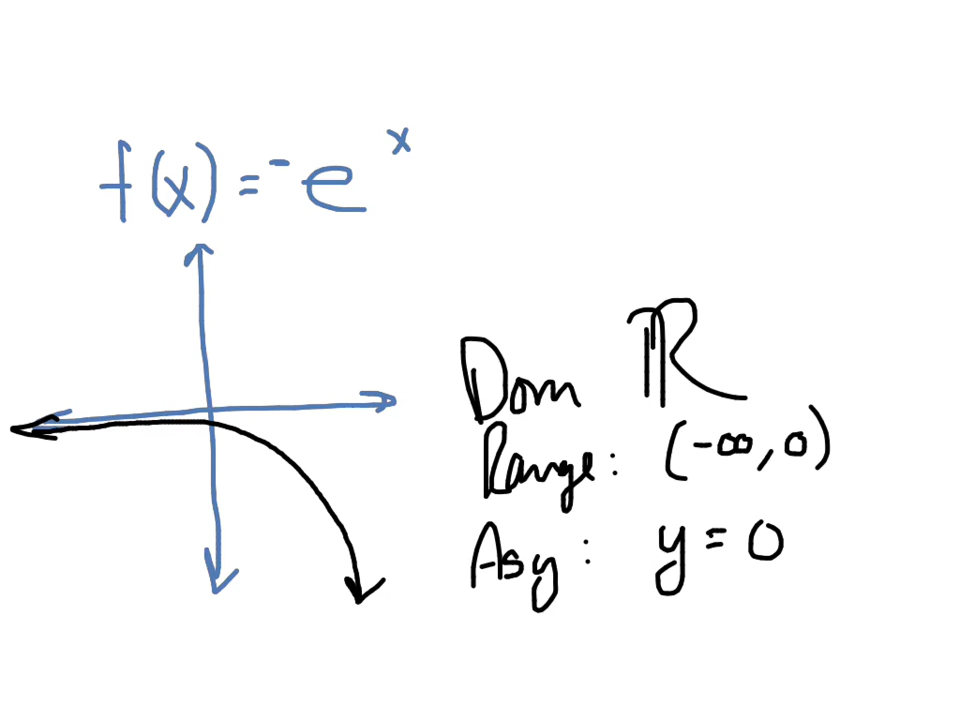 f(x) = -e^x
Dom ℝ
Range: (-∞, 0)
Asy: y = 0